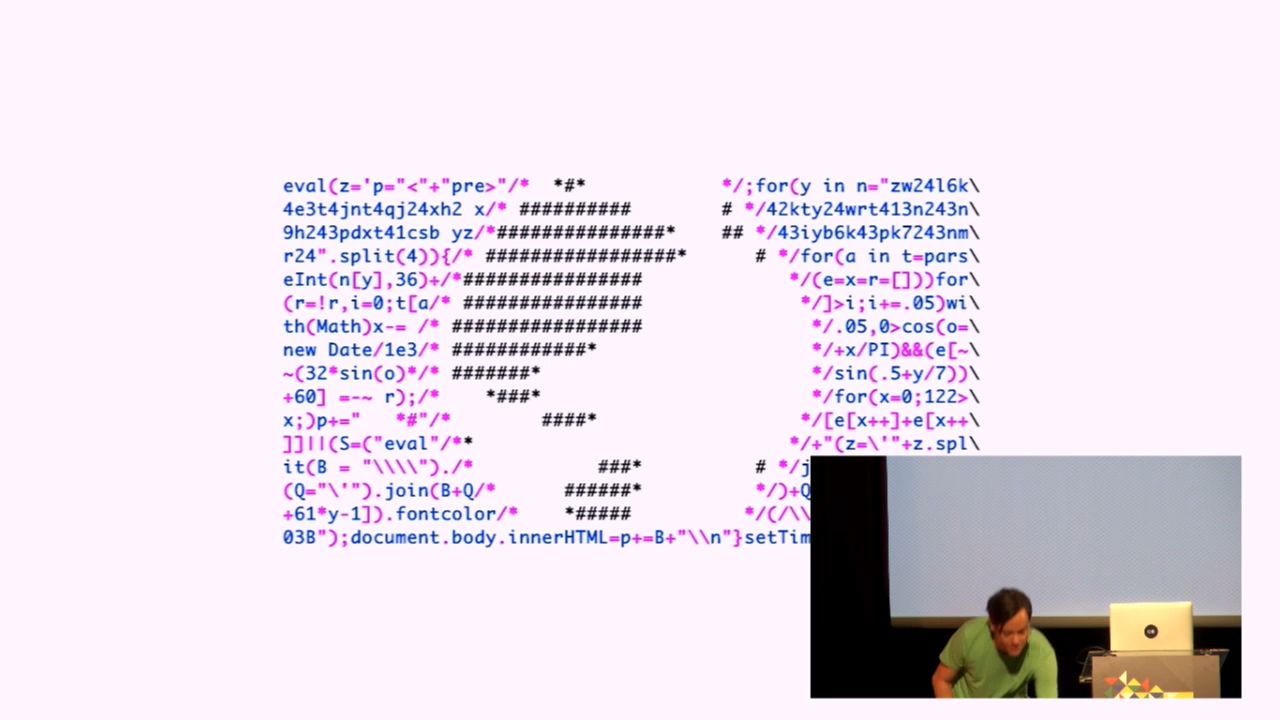 eval(z='p="<"+"pre>"/*  *#*            */;for(y in n="zw24l6k\
4e3t4jnt4qj24xh2 x/* ##########        # */42kty24wrt413n243n\
9h243pdxt41csb yz/*###############*    ## */43iyb6k43pk7243nm
r24".split(4)){/* #################*      # */for(a in t=pars\
eInt(n[y],36)+/*################             */(e=x=r=[]))for\
(r=!r,i=0;t[a/* ################              */]>i;i+=.05)wi\
th(Math)x-= /* #################               */.05,0>cos(o=\
new Date/1e3/* ############*                   */+x/PI)&&(e[~\
~(32*sin(o)*/* #######*                        */sin(.5+y/7))\
+60] =-~ r);/*    *###*                        */for(x=0;122>\
x;)p+="   *#"/*        ####*                  */[e[x++]+e[x++\
]]||(S=("eval"/**                            */+"(z=\'"+z.spl\
it(B = "\\\\")./*           ###*          # */j
(Q="\'").join(B+Q/*      ######*          */)+Q
+61*y-1]).fontcolor/*    *#####          */(/\\
03B");document.body.innerHTML=p+=B+"\\n"}setTim